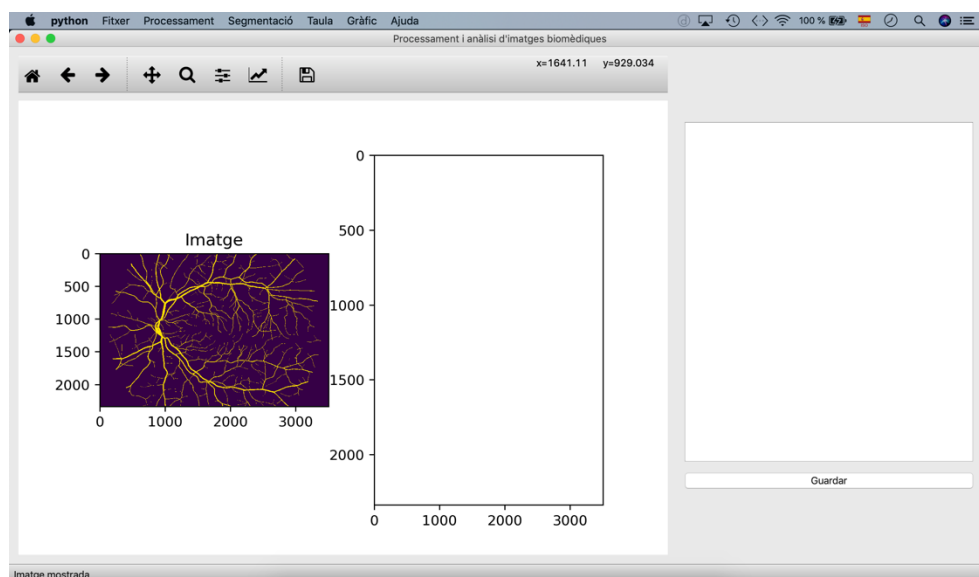 python Fitxer Processament Segmentació Taula Gràfic Ajuda 100 %
Processament i anàlisi d'imatges biomèdiques
x=1641.11 y=929.034
Imatge
0
500
1000
1500
2000
0 1000 2000 3000
0
500
1000
1500
2000
0 1000 2000 3000
Guardar
Imatge mostrada